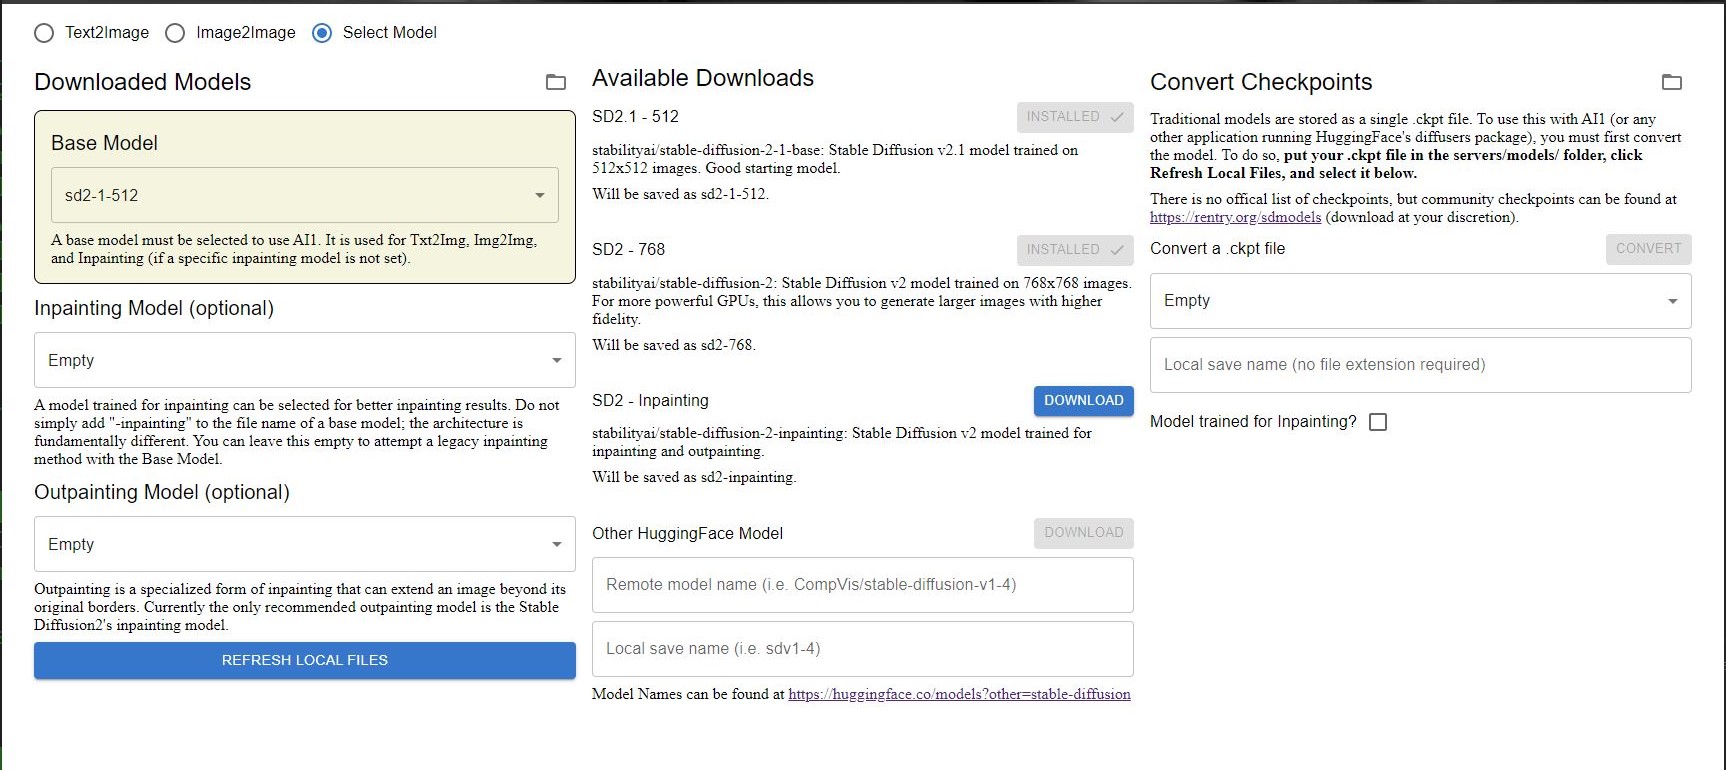 Text2Image Image2Image Select Model
Downloaded Models
Base Model
sd2-1-512
A base model must be selected to use AI1. It is used for Txt2Img, Img2Img,
and Inpainting (if a specific inpainting model is not set).
Inpainting Model (optional)
Empty
A model trained for inpainting can be selected for better inpainting results. Do not
simply add "-inpainting" to the file name of a base model; the architecture is
fundamentally different. You can leave this empty to attempt a legacy inpainting
method with the Base Model.
Outpainting Model (optional)
Empty
Outpainting is a specialized form of inpainting that can extend an image beyond its
original borders. Currently the only recommended outpainting model is the Stable
Diffusion2's inpainting model.
REFRESH LOCAL FILES
Available Downloads
SD2.1 - 512 INSTALLED
stabilityai/stable-diffusion-2-1-base: Stable Diffusion v2.1 model trained on
512x512 images. Good starting model.
Will be saved as sd2-1-512.
SD2 - 768 INSTALLED
stabilityai/stable-diffusion-2: Stable Diffusion v2 model trained on 768x768 images.
For more powerful GPUs, this allows you to generate larger images with higher
fidelity.
Will be saved as sd2-768.
SD2 - Inpainting DOWNLOAD
stabilityai/stable-diffusion-2-inpainting: Stable Diffusion v2 model trained for
inpainting and outpainting.
Will be saved as sd2-inpainting.
Other HuggingFace Model DOWNLOAD
Remote model name (i.e. CompVis/stable-diffusion-v1-4)
Local save name (i.e. sdv1-4)
Model Names can be found at https://huggingface.co/models?other=stable-diffusion
Convert Checkpoints
Traditional models are stored as a single .ckpt file. To use this with AI1 (or any
other application running HuggingFace's diffusers package), you must first convert
the model. To do so, put your .ckpt file in the servers/models/ folder, click
Refresh Local Files, and select it below.
There is no offical list of checkpoints, but community checkpoints can be found at
https://rentry.org/sdmodels (download at your discretion).
Convert a .ckpt file CONVERT
Empty
Local save name (no file extension required)
Model trained for Inpainting?